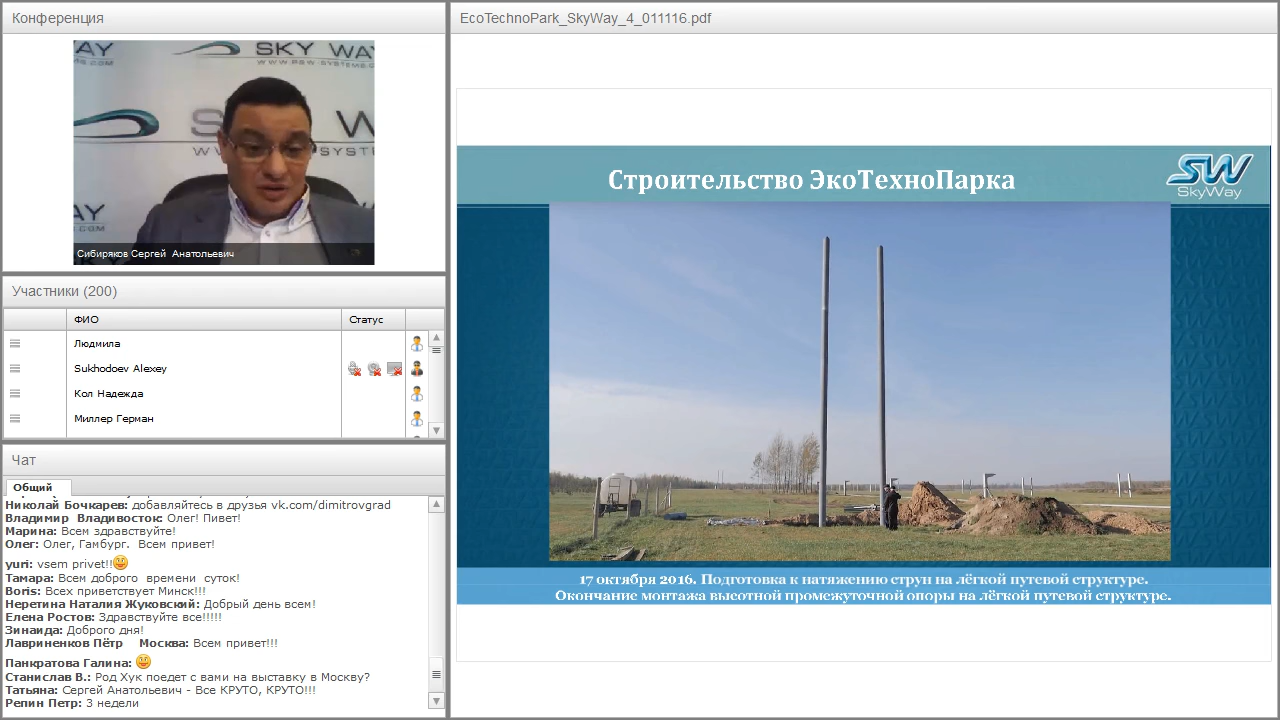 Конференция
SKY WAY
WWW.RSW-SYSTEMS.COM
Сибиряков Сергей Анатольевич
Участники (200)
ФИО
Статус
Людмила
Sukhodoev Alexey
Кол Надежда
Миллер Герман
Чат
Общий
Николай Бочкарев: добавляйтесь в друзья vk.com/dimitrovgrad
Владимир Владивосток: Олег! Пивет!
Марина: Всем здравствуйте!
Олег: Олег, Гамбург. Всем привет!
yuri: vsem privet!!
Тамара: Всем доброго времени суток!
Boris: Всех приветствует Минск!!!
Неретина Наталия Жуковский: Добрый день всем!
Елена Ростов: Здравствуйте все!!!!!
Зинаида: Доброго дня!
Лавриненков Пётр Москва: Всем привет!!!
Панкратова Галина:
Станислав В.: Род Хук поедет с вами на выставку в Москву?
Татьяна: Сергей Анатольевич - Все КРУТО, КРУТО!!!
Репин Петр: 3 недели
EcoTechnoPark_SkyWay_4_011116.pdf
Строительство ЭкоТехноПарка
SW
SkyWay
17 октября 2016. Подготовка к натяжению струн на лёгкой путевой структуре.
Окончание монтажа высотной промежуточной опоры на лёгкой путевой структуре.